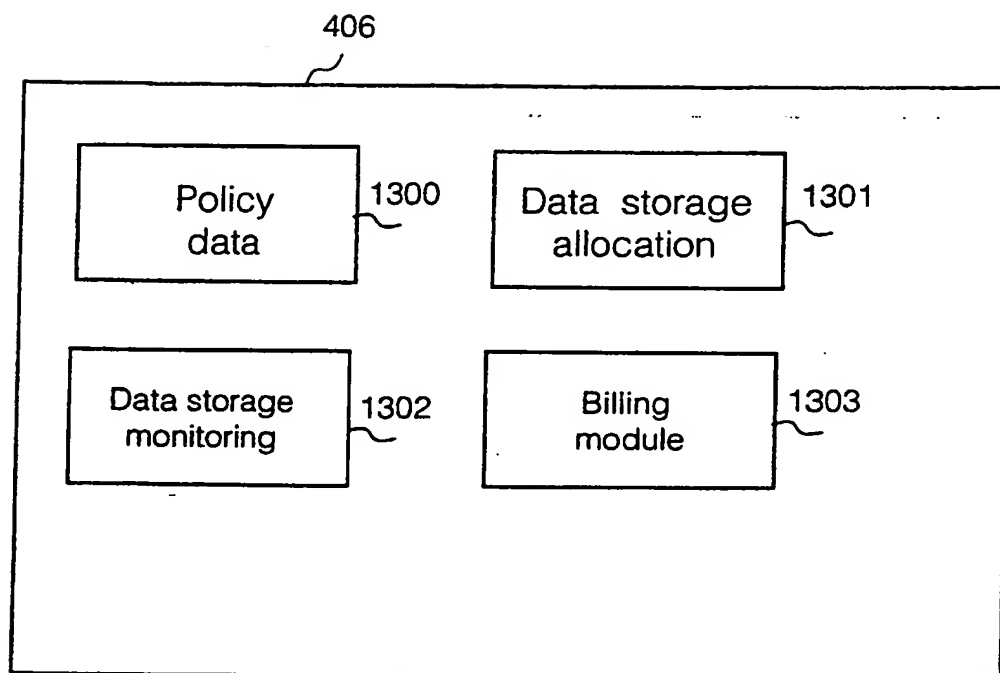 406
Policy
data
1300
Data storage
allocation
1301
Data storage
monitoring
1302
Billing
module
1303